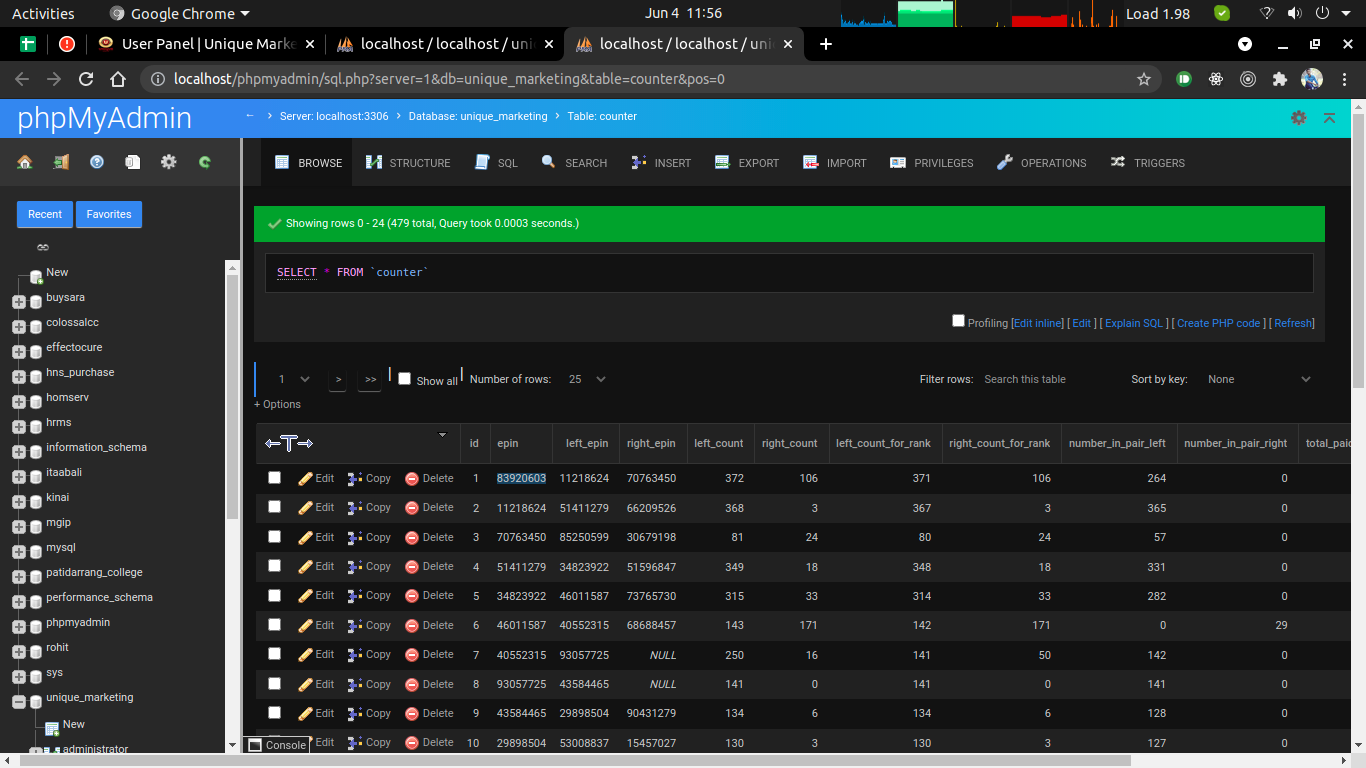 Activities Google Chrome Jun 4 11:56 Load 1.98
User Panel | Unique Marke localhost / localhost / uni localhost / localhost / uni
localhost/phpmyadmin/sql.php?server=1&db=unique_marketing&table=counter&pos=0
phpMyAdmin
Server: localhost:3306 Database: unique_marketing Table: counter
BROWSE STRUCTURE SQL SEARCH INSERT EXPORT IMPORT PRIVILEGES OPERATIONS TRIGGERS
Recent Favorites
New
buysara
colossalcc
effectocure
hns_purchase
homserv
hrms
information_schema
itaabali
kinai
mgip
mysql
patidarrang_college
performance_schema
phpmyadmin
rohit
sys
unique_marketing
New
administrator
Showing rows 0 - 24 (479 total, Query took 0.0003 seconds.)
SELECT * FROM `counter`
Profiling [Edit inline] [ Edit ] [ Explain SQL ] [ Create PHP code ] [ Refresh]
1 > >> Show all Number of rows: 25 Filter rows: Search this table Sort by key: None
+ Options
id epin left_epin right_epin left_count right_count left_count_for_rank right_count_for_rank number_in_pair_left number_in_pair_right total_paid
Edit Copy Delete 1 83920603 11218624 70763450 372 106 371 106 264 0
Edit Copy Delete 2 11218624 51411279 66209526 368 3 367 3 365 0
Edit Copy Delete 3 70763450 85250599 30679198 81 24 80 24 57 0
Edit Copy Delete 4 51411279 34823922 51596847 349 18 348 18 331 0
Edit Copy Delete 5 34823922 46011587 73765730 315 33 314 33 282 0
Edit Copy Delete 6 46011587 40552315 68688457 143 171 142 171 0 29
Edit Copy Delete 7 40552315 93057725 NULL 250 16 141 50 142 0
Edit Copy Delete 8 93057725 43584465 NULL 141 0 141 0 141 0
Edit Copy Delete 9 43584465 29898504 90431279 134 6 134 6 128 0
Edit Copy Delete 10 29898504 53008837 15457027 130 3 130 3 127 0
Console